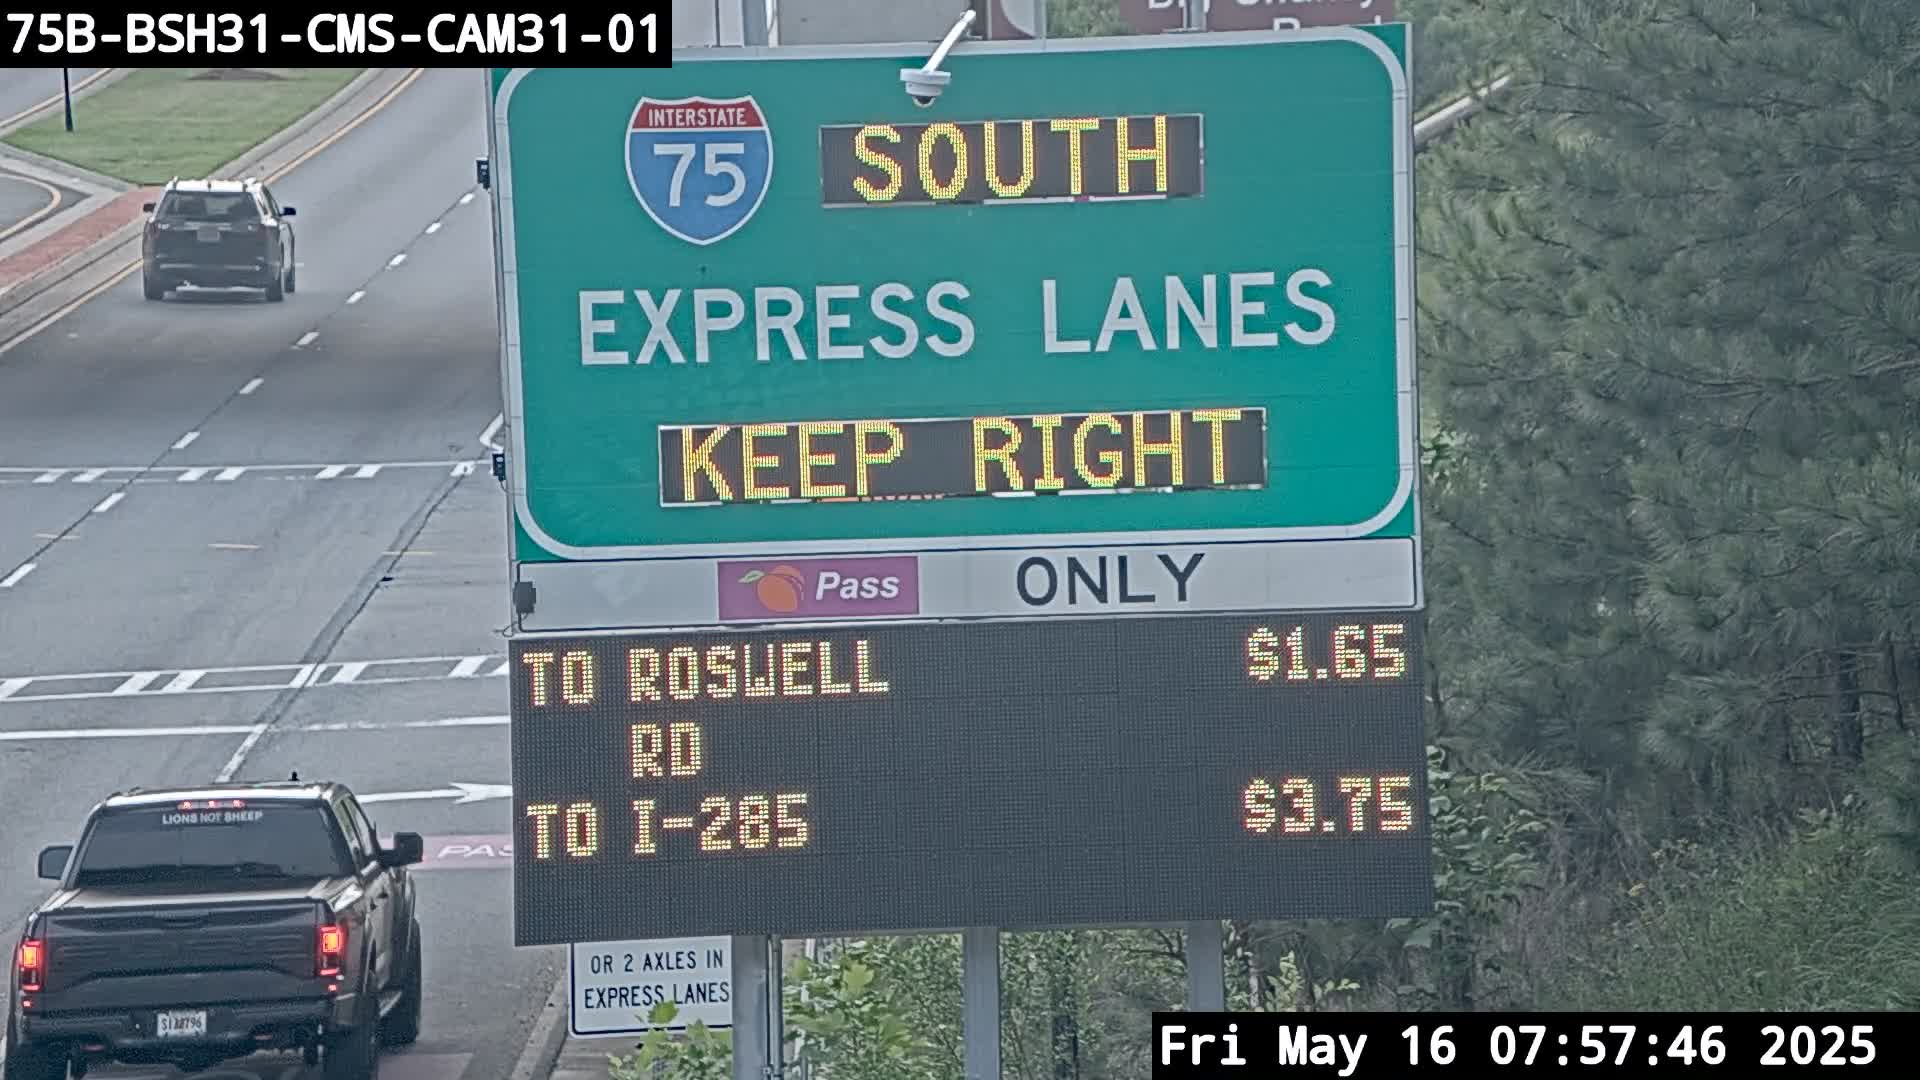 75B-BSH31-CMS-CAM31-01
INTERSTATE
75
SOUTH
EXPRESS LANES
KEEP RIGHT
Pass
ONLY
TO ROSWELL $1.65
RD
TO I-285 $3.75
LIONS NOT SHEEP
PAS
OR 2 AXLES IN
EXPRESS LANES
Fri May 16 07:57:46 2025